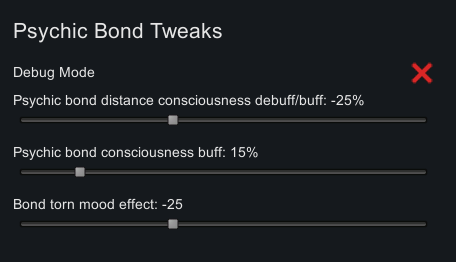 Psychic Bond Tweaks
Debug Mode
Psychic bond distance consciousness debuff/buff: -25%
Psychic bond consciousness buff: 15%
Bond torn mood effect: -25